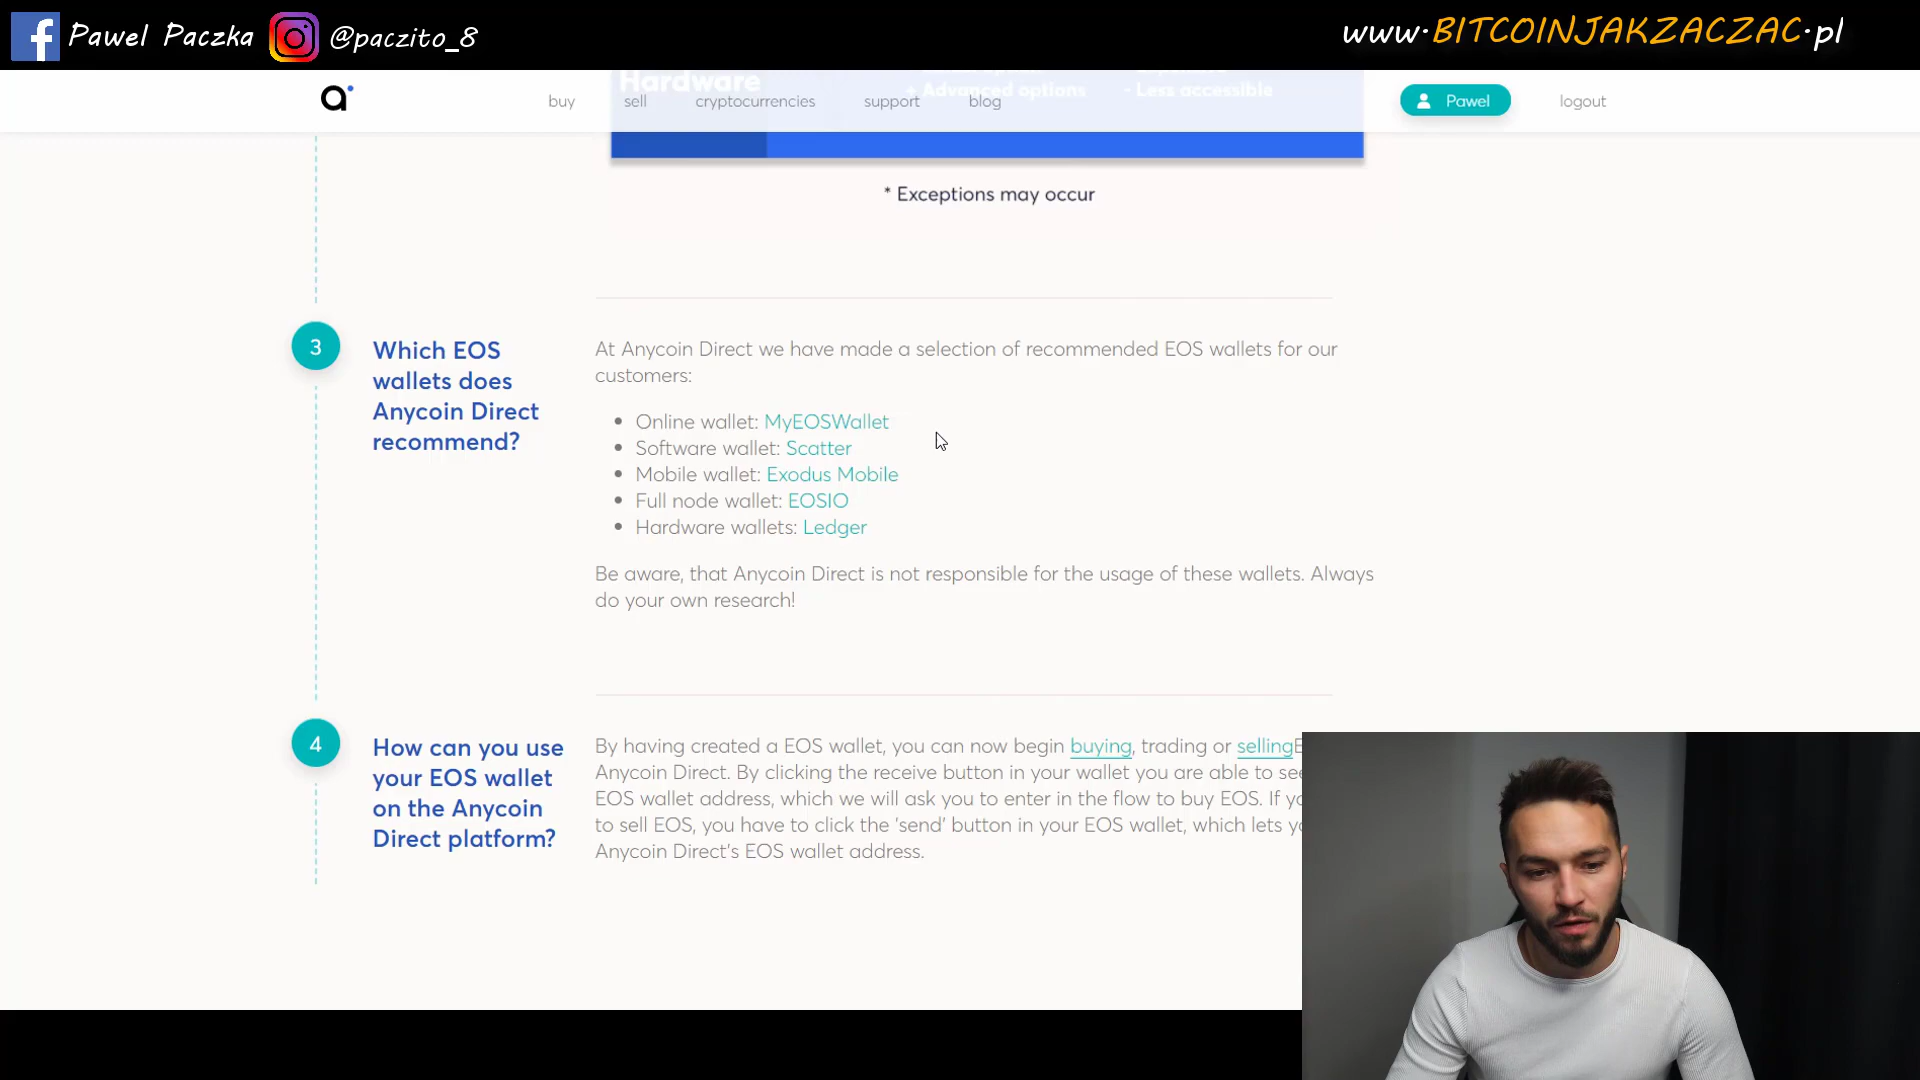 Pawel Paczka @paczito_8 www.BITCOINJAKZACZAC.pl
Hardware
+ Advanced options - Less accessible
a buy sell cryptocurrencies support blog Pawel logout
* Exceptions may occur
3
Which EOS
wallets does
Anycoin Direct
recommend?
At Anycoin Direct we have made a selection of recommended EOS wallets for our
customers:
• Online wallet: MyEOSWallet
• Software wallet: Scatter
• Mobile wallet: Exodus Mobile
• Full node wallet: EOSIO
• Hardware wallets: Ledger
Be aware, that Anycoin Direct is not responsible for the usage of these wallets. Always
do your own research!
4
How can you use
your EOS wallet
on the Anycoin
Direct platform?
By having created a EOS wallet, you can now begin buying, trading or selling
Anycoin Direct. By clicking the receive button in your wallet you are able to see
EOS wallet address, which we will ask you to enter in the flow to buy EOS. If
to sell EOS, you have to click the 'send' button in your EOS wallet, which lets
Anycoin Direct's EOS wallet address.